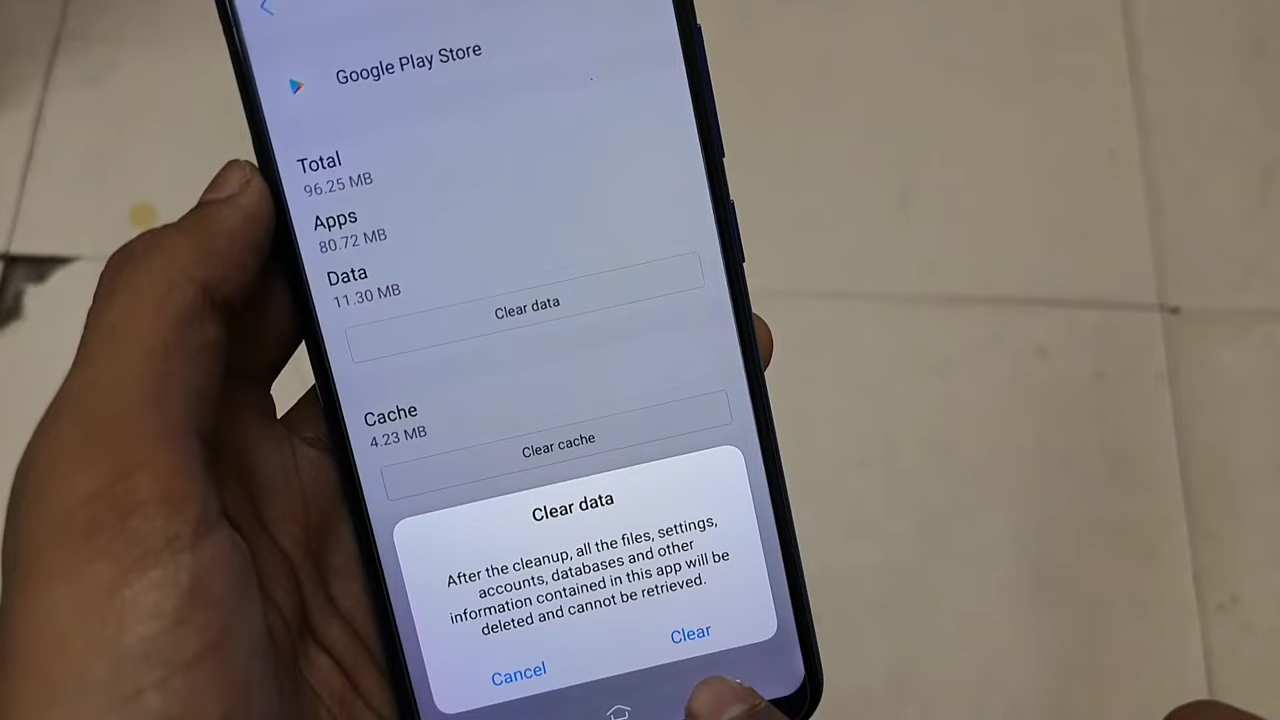 Google Play Store
Total
96.25 MB
Apps
80.72 MB
Data
11.30 MB
Clear data
Cache
4.23 MB
Clear cache
Clear data
After the cleanup, all the files, settings,
accounts, databases and other
information contained in this app will be
deleted and cannot be retrieved.
Cancel
Clear